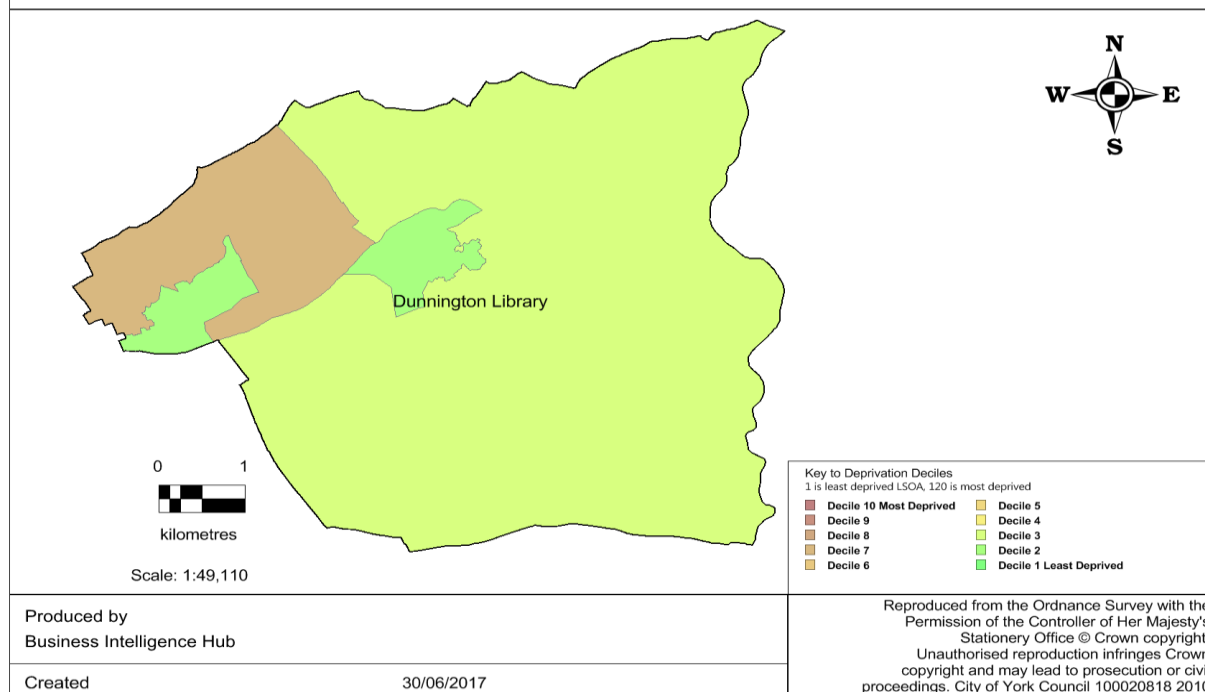 N
W E
S
Dunnington Library
0 1
kilometres
Scale: 1:49,110
Key to Deprivation Deciles
1 is least deprived LSOA, 120 is most deprived
Decile 10 Most Deprived
Decile 9
Decile 8
Decile 7
Decile 6
Decile 5
Decile 4
Decile 3
Decile 2
Decile 1 Least Deprived
Produced by
Business Intelligence Hub
Created 30/06/2017
Reproduced from the Ordnance Survey with the
Permission of the Controller of Her Majesty's
Stationery Office © Crown copyright
Unauthorised reproduction infringes Crown
copyright and may lead to prosecution or civi
proceedings. City of York Council 100020818 2010